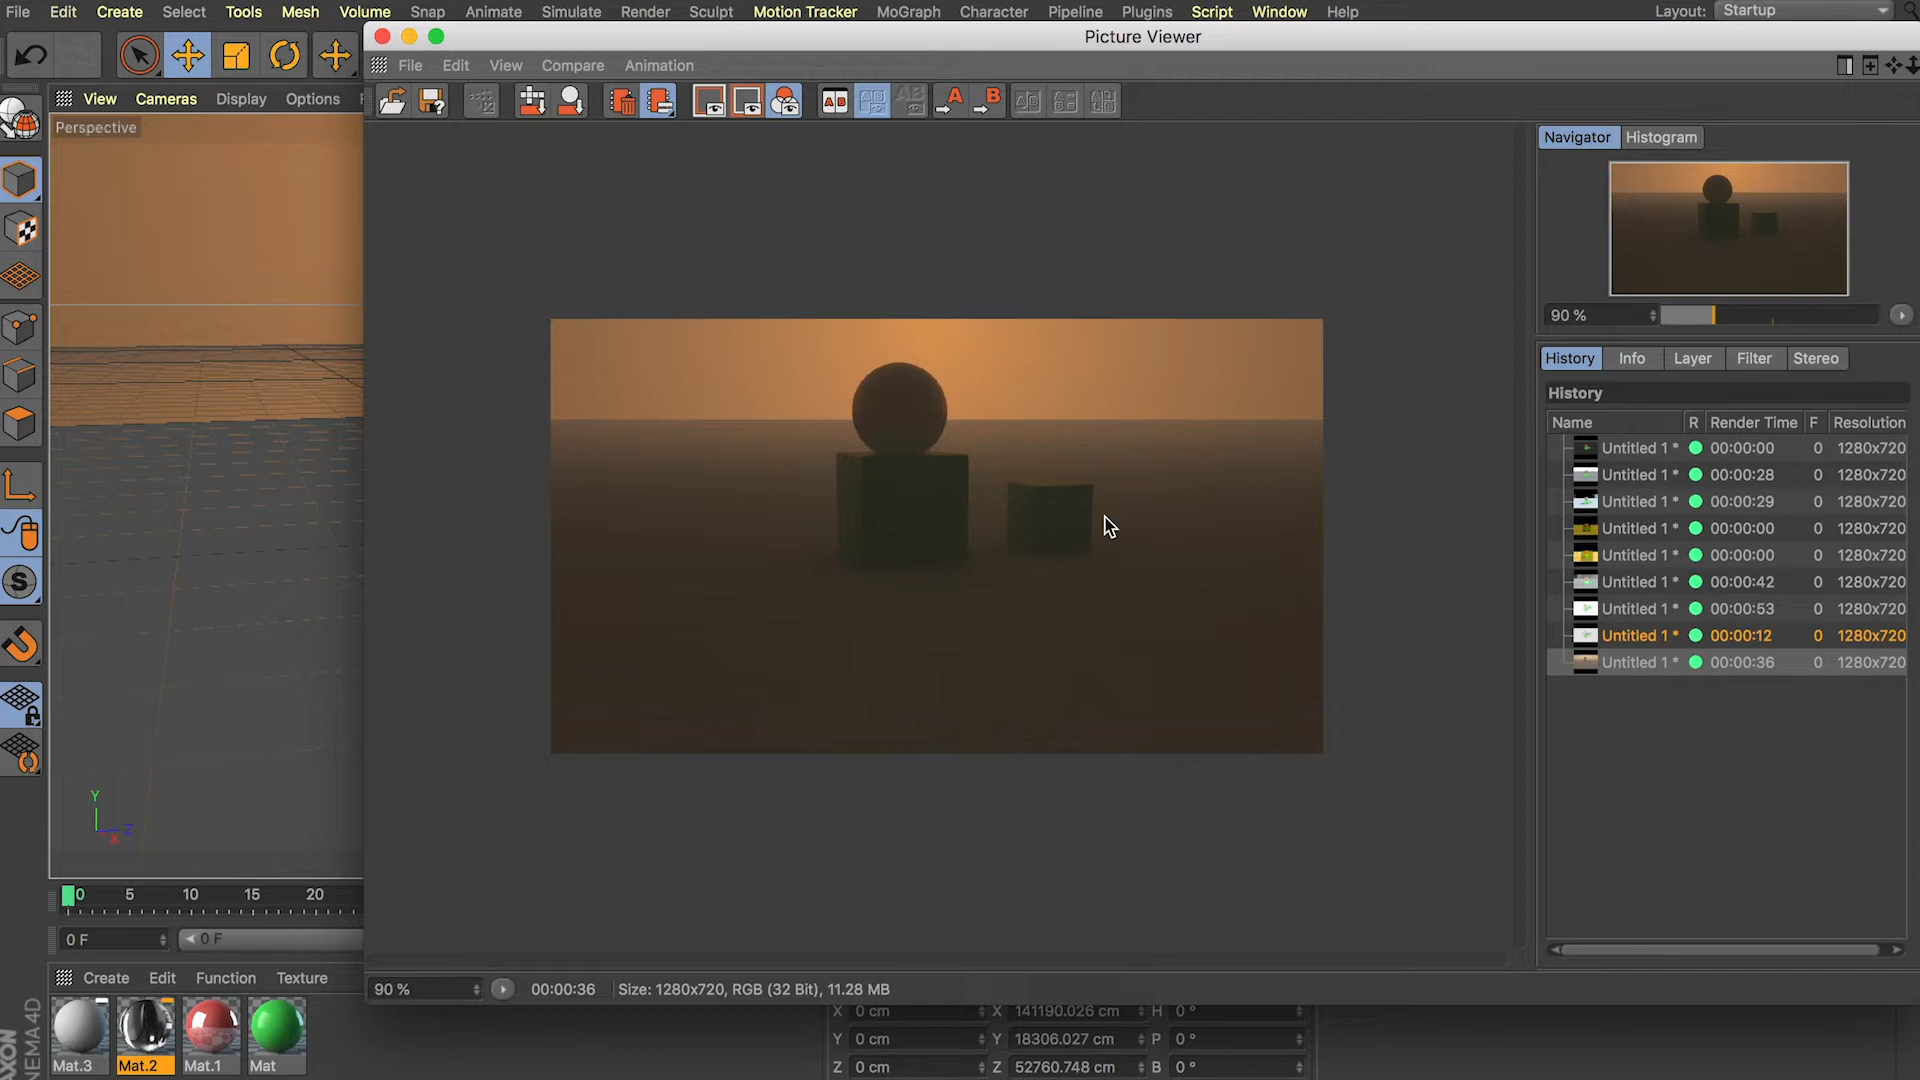 File Edit Create Select Tools Mesh Volume Snap Animate Simulate Render Sculpt Motion Tracker MoGraph Character Pipeline Plugins Script Window Help Layout: Startup
Picture Viewer
File Edit View Compare Animation
View Cameras Display Options
Perspective
Navigator Histogram
90 %
History Info Layer Filter Stereo
History
Name R Render Time F Resolution
Untitled 1 * 00:00:00 0 1280x720
Untitled 1 * 00:00:28 0 1280x720
Untitled 1 * 00:00:29 0 1280x720
Untitled 1 * 00:00:00 0 1280x720
Untitled 1 * 00:00:00 0 1280x720
Untitled 1 * 00:00:42 0 1280x720
Untitled 1 * 00:00:53 0 1280x720
Untitled 1 * 00:00:12 0 1280x720
Untitled 1 * 00:00:36 0 1280x720
Y
Z
X
0 5 10 15 20
0 F 0 F
Create Edit Function Texture
90 % 00:00:36 Size: 1280x720, RGB (32 Bit), 11.28 MB
Mat.3 Mat.2 Mat.1 Mat
X 0 cm X 141190.026 cm H 0 °
Y 0 cm Y 18306.027 cm P 0 °
Z 0 cm Z 52760.748 cm B 0 °